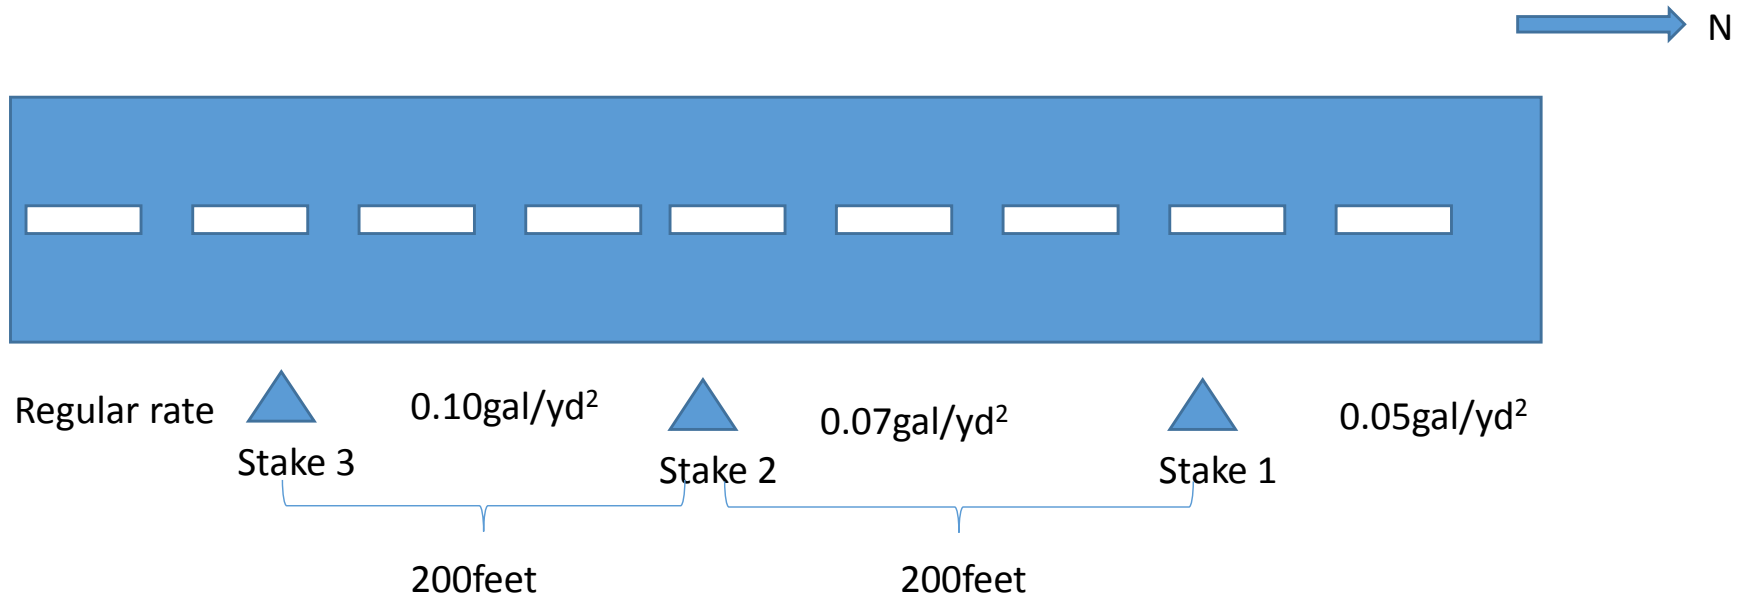 N
Regular rate
0.10gal/yd²
0.07gal/yd²
0.05gal/yd²
Stake 3
Stake 2
Stake 1
200feet
200feet